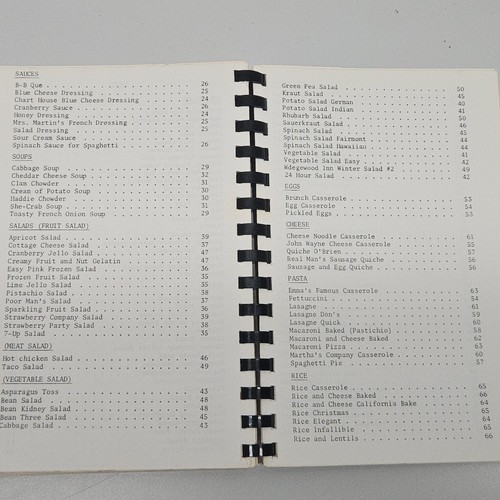 SAUCES
B-B Que . . . . . . . . . . . . . . . . . . 26
Blue Cheese Dressing . . . . . . . . . . . . 25
Chart House Blue Cheese Dressing . . . . . . 24
Cranberry Sauce . . . . . . . . . . . . . . 26
Honey Dressing . . . . . . . . . . . . . . . 24
Mrs. Martin's French Dressing . . . . . . . 25
Salad Dressing . . . . . . . . . . . . . . . 25
Sour Cream Sauce . . . . . . . . . . . . . .
Spinach Sauce for Spaghetti . . . . . . . . 26
SOUPS
Cabbage Soup . . . . . . . . . . . . . . . . 29
Cheddar Cheese Soup . . . . . . . . . . . . 32
Clam Chowder . . . . . . . . . . . . . . . . 31
Cream of Potato Soup . . . . . . . . . . . . 30
Haddie Chowder . . . . . . . . . . . . . . . 30
She-Crab Soup . . . . . . . . . . . . . . . 31
Toasty French Onion Soup . . . . . . . . . . 29
SALADS (FRUIT SALAD)
Apricot Salad . . . . . . . . . . . . . . . 39
Cottage Cheese Salad . . . . . . . . . . . . 37
Cranberry Jello Salad . . . . . . . . . . . 47
Creamy Fruit and Nut Gelatin . . . . . . . . 47
Easy Pink Frozen Salad . . . . . . . . . . . 36
Frozen Fruit Salad . . . . . . . . . . . . . 35
Lime Jello Salad . . . . . . . . . . . . . . 35
Pistachio Salad . . . . . . . . . . . . . . 38
Poor Man's Salad . . . . . . . . . . . . . . 37
Sparkling Fruit Salad . . . . . . . . . . . 36
Strawberry Company Salad . . . . . . . . . . 39
Strawberry Party Salad . . . . . . . . . . . 38
7-Up Salad . . . . . . . . . . . . . . . . . 35
(MEAT SALAD)
Hot chicken Salad . . . . . . . . . . . . . 46
Taco Salad . . . . . . . . . . . . . . . . . 49
(VEGETABLE SALAD)
Asparagus Toss . . . . . . . . . . . . . . . 43
Bean Salad . . . . . . . . . . . . . . . . . 48
Bean Kidney Salad . . . . . . . . . . . . . 48
Bean Three Salad . . . . . . . . . . . . . . 45
Cabbage Salad . . . . . . . . . . . . . . . 43
Green Pea Salad . . . . . . . . . . . . . . 50
Kraut Salad . . . . . . . . . . . . . . . . 45
Potato Salad German . . . . . . . . . . . . 40
Potato Salad Indian . . . . . . . . . . . . 41
Rhubarb Salad . . . . . . . . . . . . . . . 50
Sauerkraut Salad . . . . . . . . . . . . . . 46
Spinach Salad . . . . . . . . . . . . . . . 45
Spinach Salad Fairmont . . . . . . . . . . . 44
Spinach Salad Hawaiian . . . . . . . . . . . 44
Vegetable Salad . . . . . . . . . . . . . . 41
Vegetable Salad Easy . . . . . . . . . . . . 42
Wdegewood Inn Winter Salad #2 . . . . . . . 49
24 Hour Salad . . . . . . . . . . . . . . . 42
EGGS
Brunch Casserole . . . . . . . . . . . . . . 53
Egg Casserole . . . . . . . . . . . . . . . 54
Pickled Eggs . . . . . . . . . . . . . . . . 53
CHEESE
Cheese Noodle Casserole . . . . . . . . . . 61
John Wayne Cheese Casserole . . . . . . . . 55
Quiche O'Brien . . . . . . . . . . . . . . . 57
Real Man's Sausage Quiche . . . . . . . . . 56
Sausage and Egg Quiche . . . . . . . . . . . 56
PASTA
Emma's Famous Casserole . . . . . . . . . . 63
Fettuccini . . . . . . . . . . . . . . . . . 54
Lasagne . . . . . . . . . . . . . . . . . . 61
Lasagne Don's . . . . . . . . . . . . . . . 59
Lasagne Quick . . . . . . . . . . . . . . . 60
Macaroni Baked (Pastichio) . . . . . . . . . 58
Macaroni and Cheese Baked . . . . . . . . . 62
Macaroni Pizza . . . . . . . . . . . . . . . 63
Martha's Company Casserole . . . . . . . . . 60
Spaghetti Pie . . . . . . . . . . . . . . . 57
RICE
Rice Casserole . . . . . . . . . . . . . . . 65
Rice and Cheese Baked . . . . . . . . . . . 66
Rice and Cheese California Bake . . . . . . 64
Rice Christmas . . . . . . . . . . . . . . . 65
Rice Elegant . . . . . . . . . . . . . . . . 64
Rice Infallible . . . . . . . . . . . . . . 65
Rice and Lentils . . . . . . . . . . . . . . 66